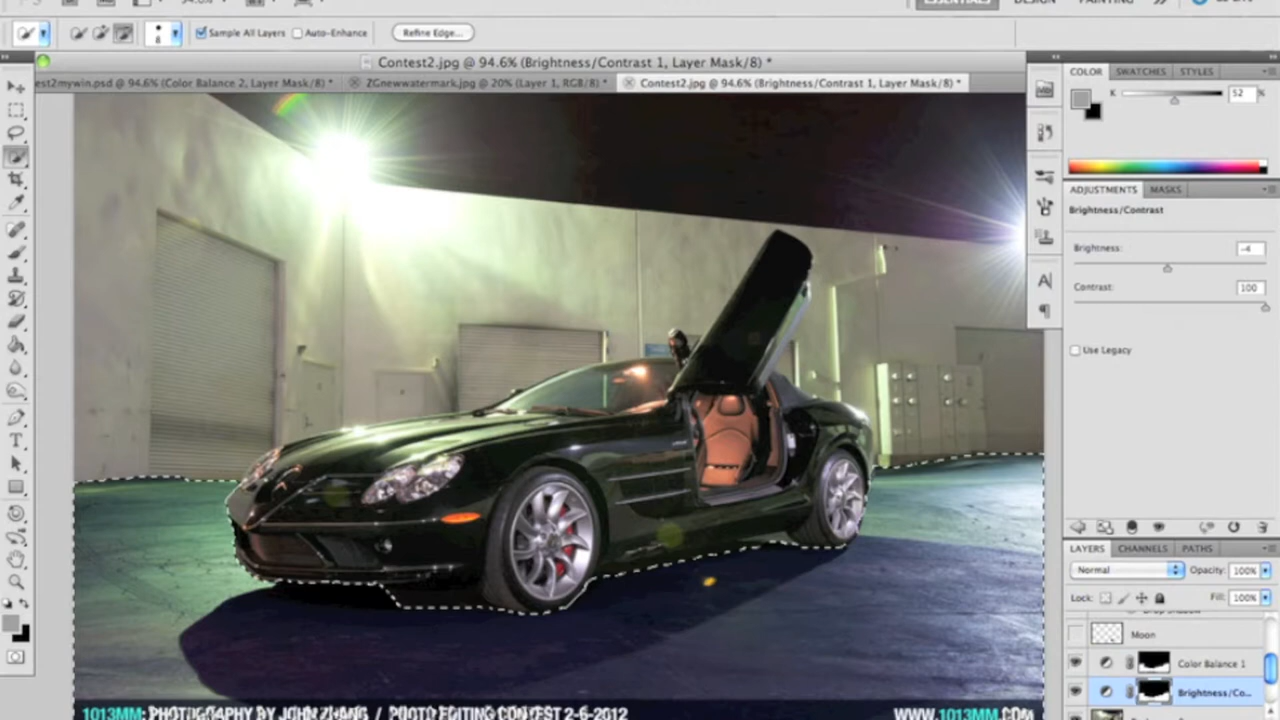 ESSENTIALS DESIGN PAINTING
Sample All Layers Auto-Enhance Refine Edge...
Contest2.jpg @ 94.6% (Brightness/Contrast 1, Layer Mask/8) *
est2mywin.psd @ 94.6% (Color Balance 2, Layer Mask/8) * ZGnewwatermark.jpg @ 20% (Layer 1, RGB/8) * Contest2.jpg @ 94.6% (Brightness/Contrast 1, Layer Mask/8) *
COLOR SWATCHES STYLES
K 52 %
ADJUSTMENTS MASKS
Brightness/Contrast
Brightness: -4
Contrast: 100
Use Legacy
LAYERS CHANNELS PATHS
Normal Opacity: 100%
Lock: Fill: 100%
Moon
Color Balance 1
Brightness/Co...
1013MM: PHOTOGRAPHY BY JOHN ZHANG / PHOTO EDITING CONTEST 2-6-2012
WWW.1013MM.COM